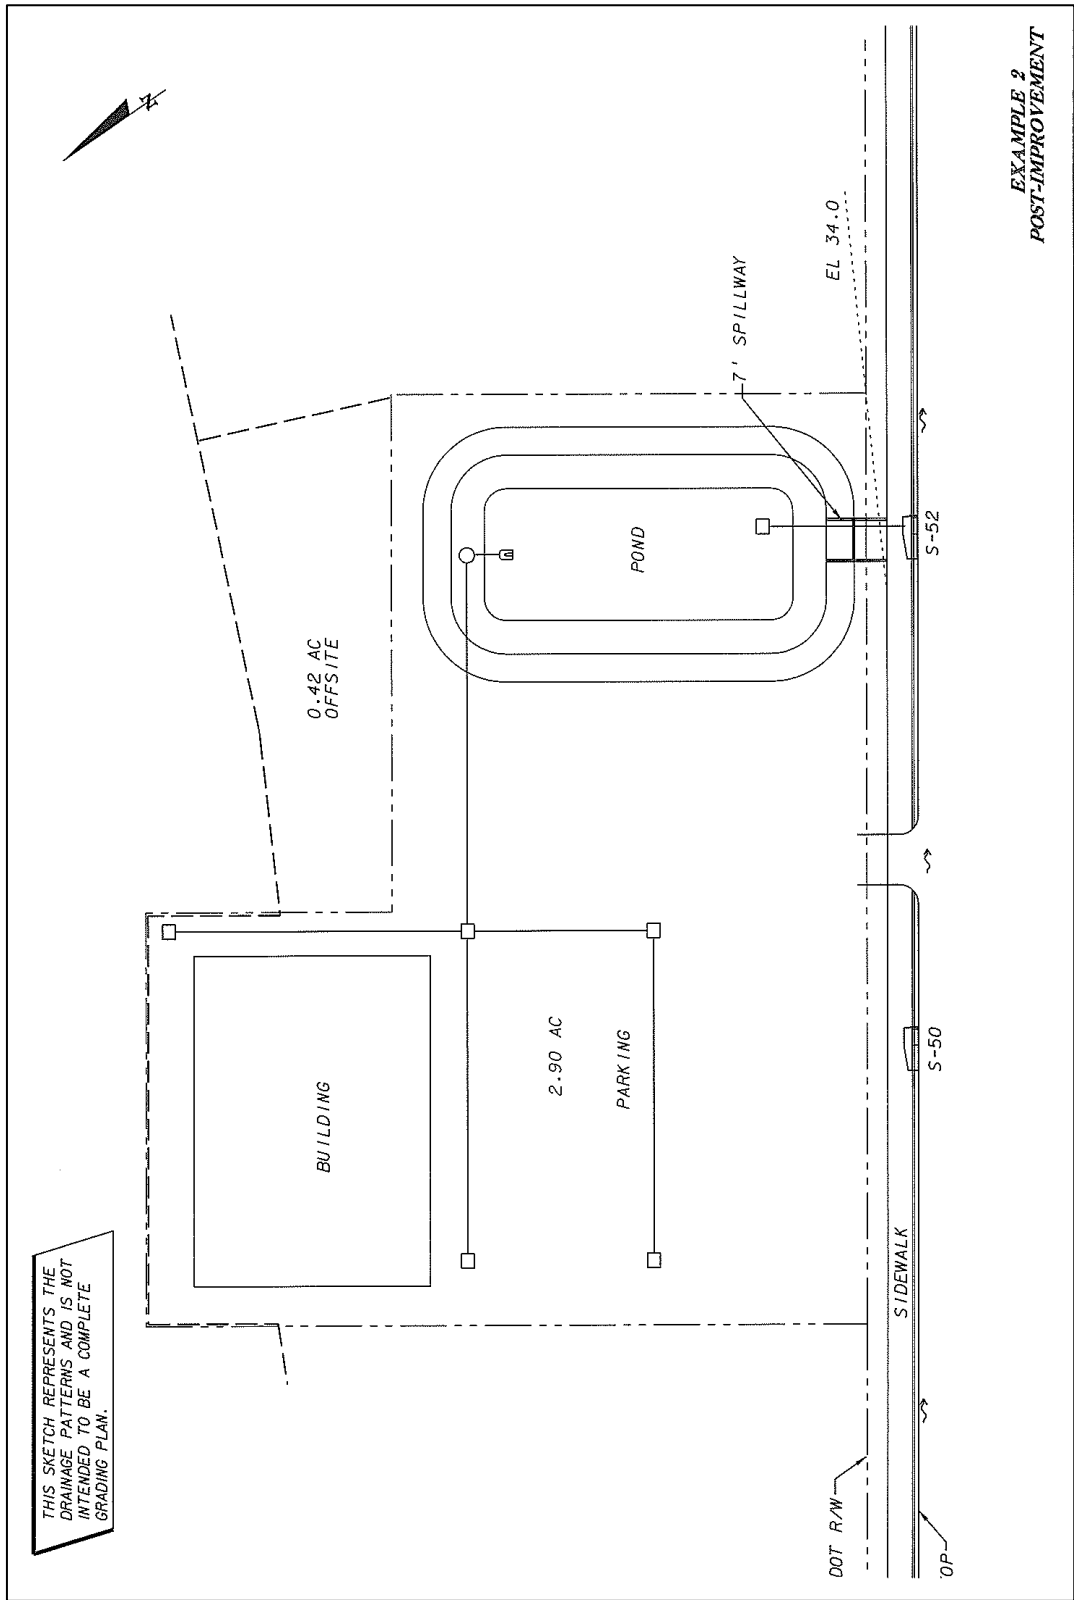 THIS SKETCH REPRESENTS THE
DRAINAGE PATTERNS AND IS NOT
INTENDED TO BE A COMPLETE
GRADING PLAN.
N
BUILDING
0.42 AC
OFFSITE
2.90 AC
PARKING
POND
7' SPILLWAY
EL 34.0
DOT R/W
SIDEWALK
'OP
S-50
S-52
EXAMPLE 2
POST-IMPROVEMENT